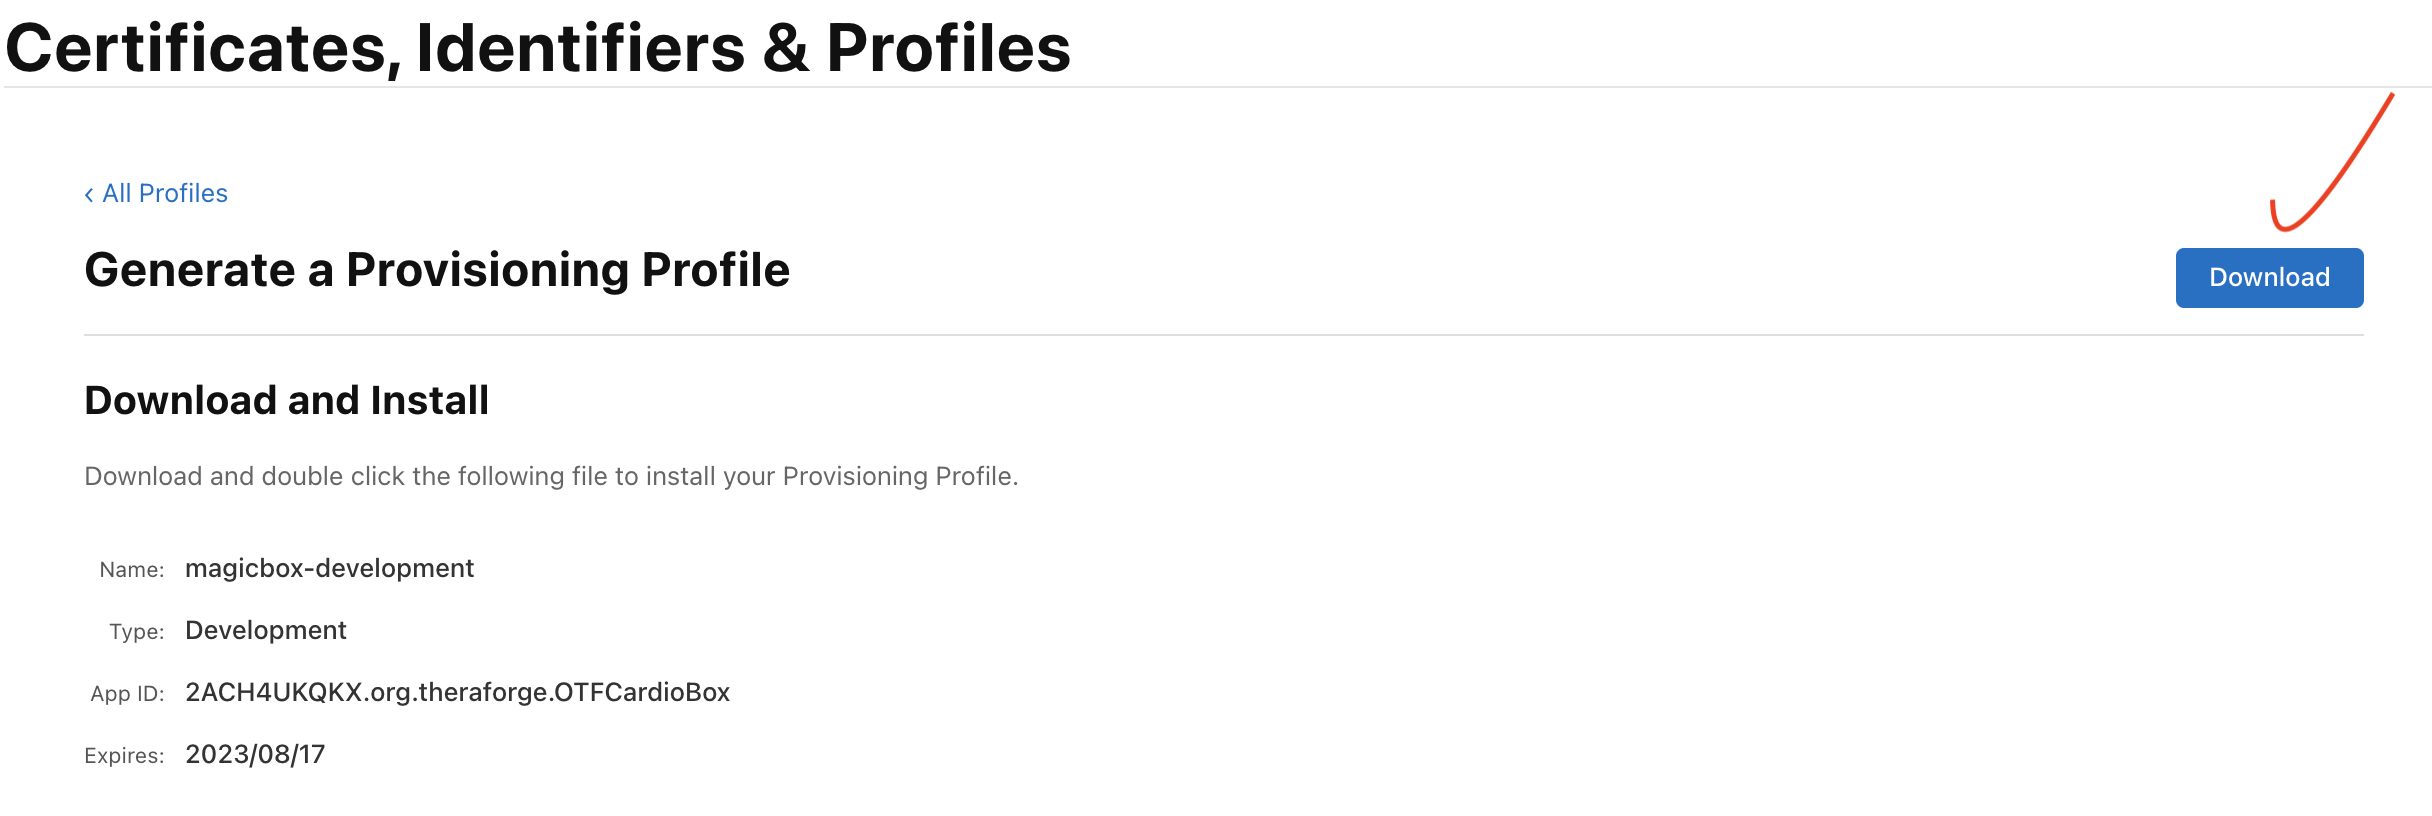 Certificates, Identifiers & Profiles
‹ All Profiles
Generate a Provisioning Profile
Download
Download and Install
Download and double click the following file to install your Provisioning Profile.
Name: magicbox-development
Type: Development
App ID: 2ACH4UKQKX.org.theraforge.OTFCardioBox
Expires: 2023/08/17